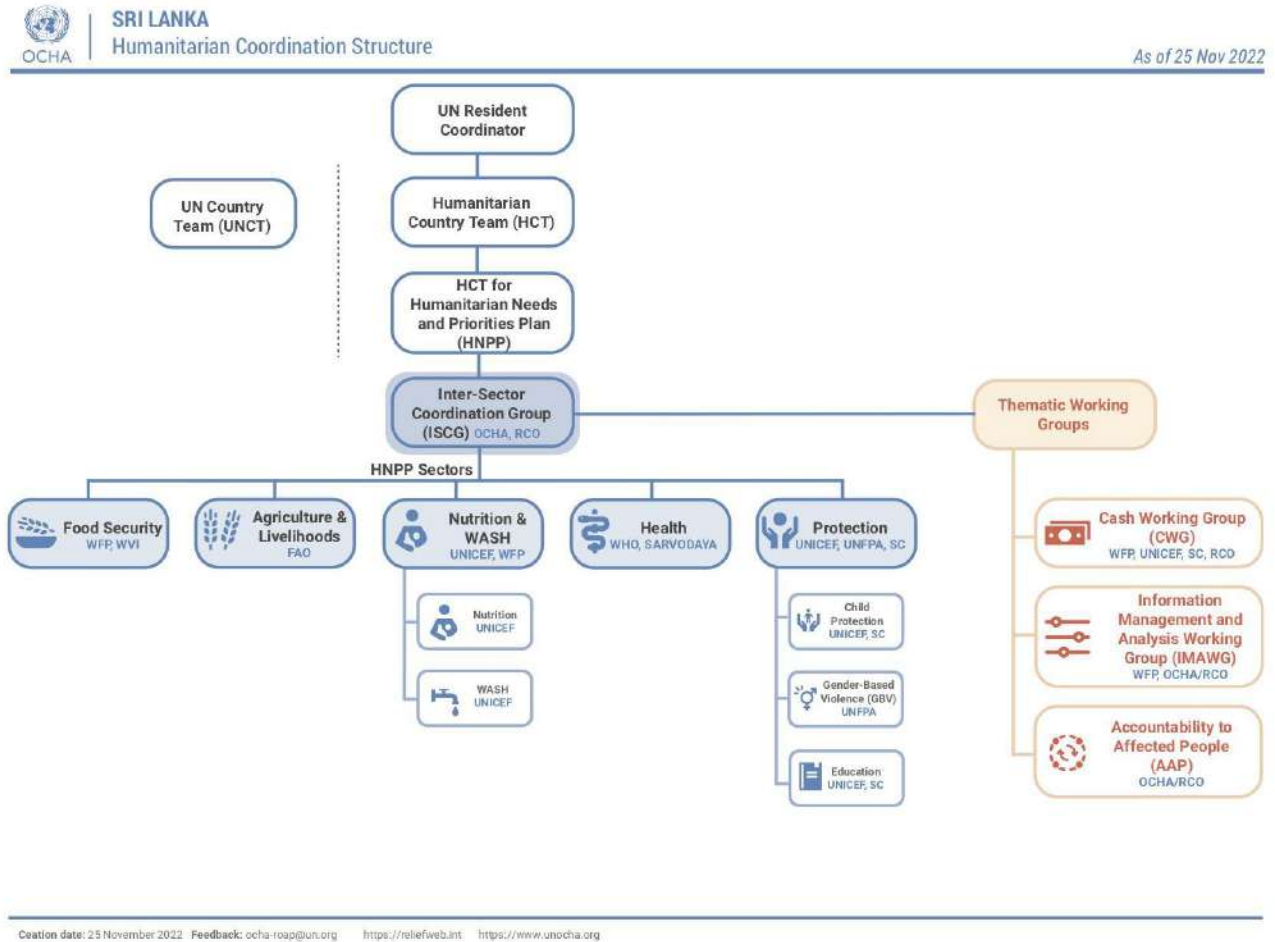 OCHA
SRI LANKA
Humanitarian Coordination Structure
As of 25 Nov 2022
UN Resident
Coordinator
UN Country
Team (UNCT)
Humanitarian
Country Team (HCT)
HCT for
Humanitarian Needs
and Priorities Plan
(HNPP)
Inter-Sector
Coordination Group
(ISCG) OCHA, RCO
Thematic Working
Groups
HNPP Sectors
Food Security
WFP, WVI
Agriculture &
Livelihoods
FAO
Nutrition &
WASH
UNICEF, WFP
Health
WHO, SARVODAYA
Protection
UNICEF, UNFPA, SC
Nutrition
UNICEF
WASH
UNICEF
Child
Protection
UNICEF, SC
Gender-Based
Violence (GBV)
UNFPA
Education
UNICEF, SC
Cash Working Group
(CWG)
WFP, UNICEF, SC, RCO
Information
Management and
Analysis Working
Group (IMAWG)
WFP, OCHA/RCO
Accountability to
Affected People
(AAP)
OCHA/RCO
Ceation date: 25 November 2022 Feedback: ocha-roap@un.org https://reliefweb.int https://www.unocha.org